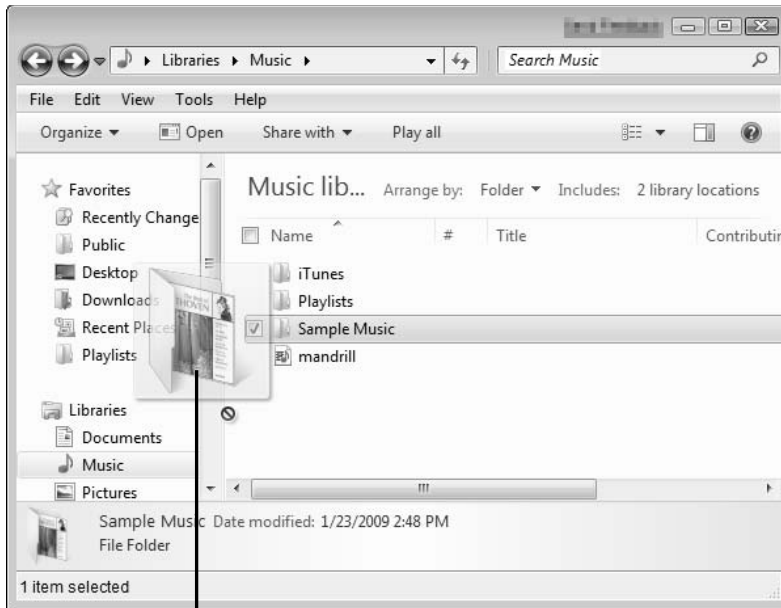 Libraries Music
Search Music
File Edit View Tools Help
Organize Open Share with Play all
Favorites
Recently Change
Public
Desktop
Downloads
Recent Places
Playlists
Libraries
Documents
Music
Pictures
Music lib... Arrange by: Folder Includes: 2 library locations
Name # Title Contributin
iTunes
Playlists
Sample Music
mandrill
Sample Music Date modified: 1/23/2009 2:48 PM
File Folder
1 item selected